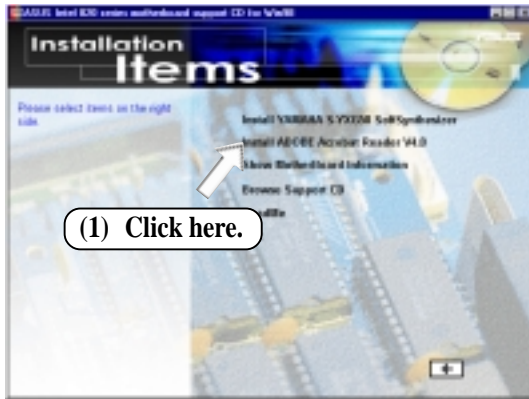 ASUS Intel 820 series motherboard support CD for Win98
Installation
Items
Please select items on the right
side.
Install YAMAHA S-YXG50 SoftSynthesizer
Install ADOBE Acrobat Reader V4.0
Show Motherboard Information
Browse Support CD
(1) Click here.